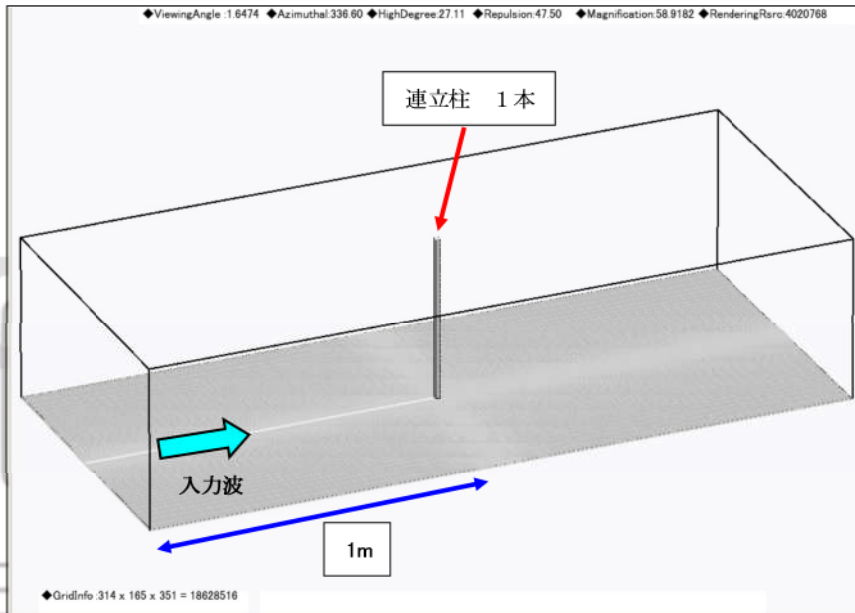 ◆ViewingAngle :1.6474 ◆Azimuthal:336.60 ◆HighDegree:27.11 ◆Repulsion:47.50 ◆Magnification:58.9182 ◆RenderingRsrc:4020768
連立柱 1本
入力波
1m
◆GridInfo :314 x 165 x 351 = 18628516